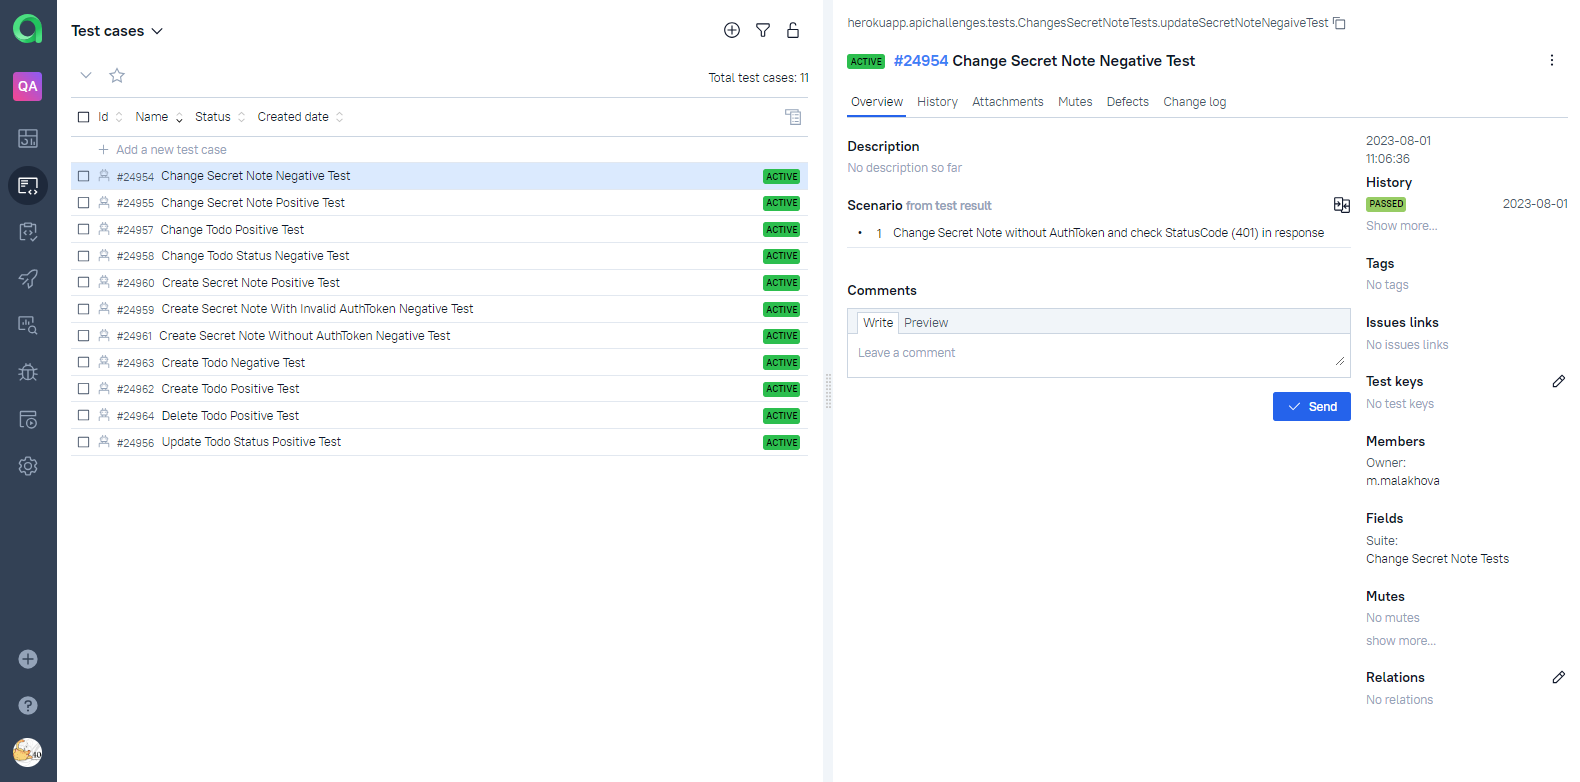 QA
Test cases
Total test cases: 11
Id Name Status Created date
Add a new test case
#24954 Change Secret Note Negative Test ACTIVE
#24955 Change Secret Note Positive Test ACTIVE
#24957 Change Todo Positive Test ACTIVE
#24958 Change Todo Status Negative Test ACTIVE
#24960 Create Secret Note Positive Test ACTIVE
#24959 Create Secret Note With Invalid AuthToken Negative Test ACTIVE
#24961 Create Secret Note Without AuthToken Negative Test ACTIVE
#24963 Create Todo Negative Test ACTIVE
#24962 Create Todo Positive Test ACTIVE
#24964 Delete Todo Positive Test ACTIVE
#24956 Update Todo Status Positive Test ACTIVE
herokuapp.apichallenges.tests.ChangesSecretNoteTests.updateSecretNoteNegaiveTest
ACTIVE #24954 Change Secret Note Negative Test
Overview History Attachments Mutes Defects Change log
Description
No description so far
Scenario from test result
• 1 Change Secret Note without AuthToken and check StatusCode (401) in response
Comments
Write Preview
Leave a comment
Send
2023-08-01
11:06:36
History
PASSED 2023-08-01
Show more...
Tags
No tags
Issues links
No issues links
Test keys
No test keys
Members
Owner:
m.malakhova
Fields
Suite:
Change Secret Note Tests
Mutes
No mutes
show more...
Relations
No relations